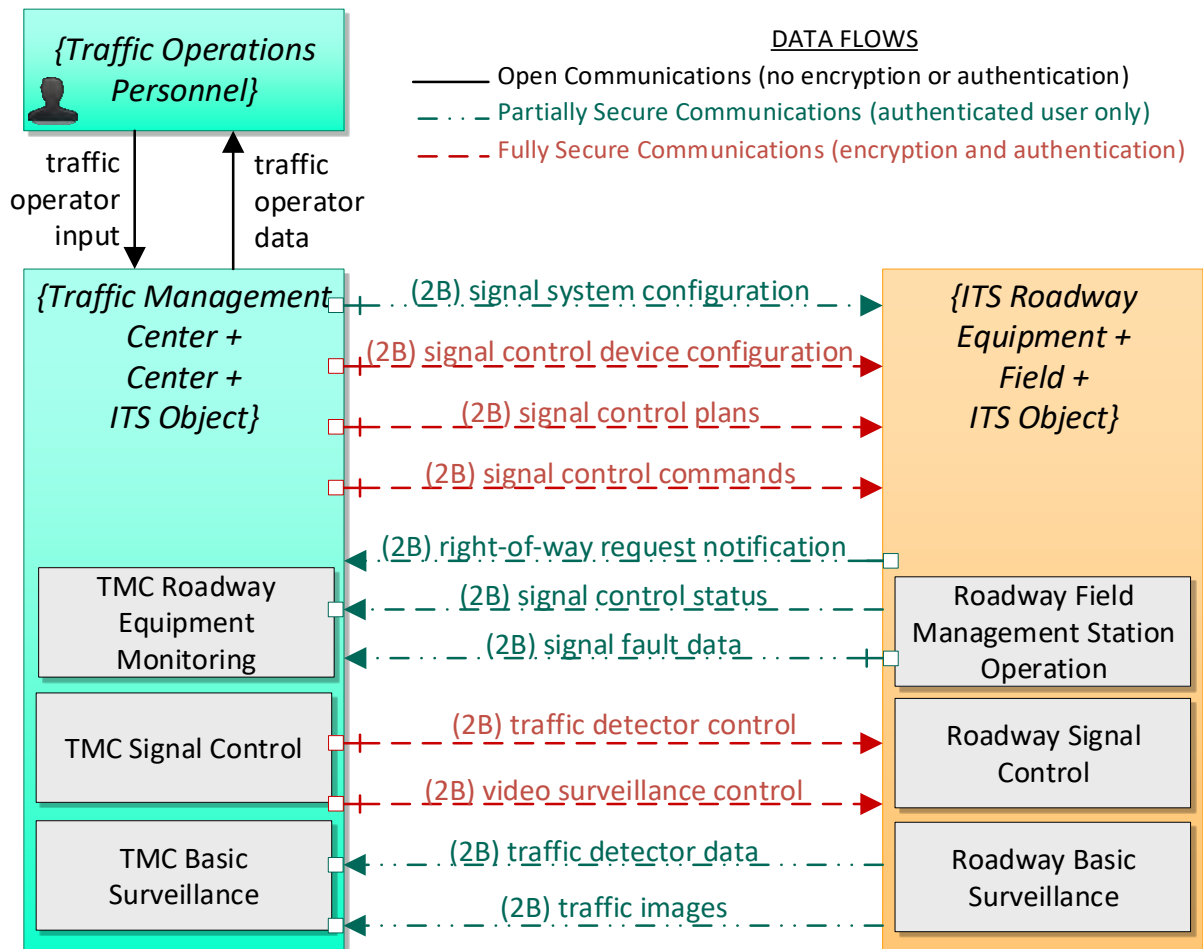 {Traffic Operations
Personnel}
DATA FLOWS
Open Communications (no encryption or authentication)
Partially Secure Communications (authenticated user only)
Fully Secure Communications (encryption and authentication)
traffic
operator
input
traffic
operator
data
{Traffic Management
Center +
Center +
ITS Object}
{ITS Roadway
Equipment +
Field +
ITS Object}
(2B) signal system configuration
(2B) signal control device configuration
(2B) signal control plans
(2B) signal control commands
(2B) right-of-way request notification
(2B) signal control status
(2B) signal fault data
TMC Roadway
Equipment
Monitoring
Roadway Field
Management Station
Operation
(2B) traffic detector control
(2B) video surveillance control
TMC Signal Control
Roadway Signal
Control
(2B) traffic detector data
(2B) traffic images
TMC Basic
Surveillance
Roadway Basic
Surveillance